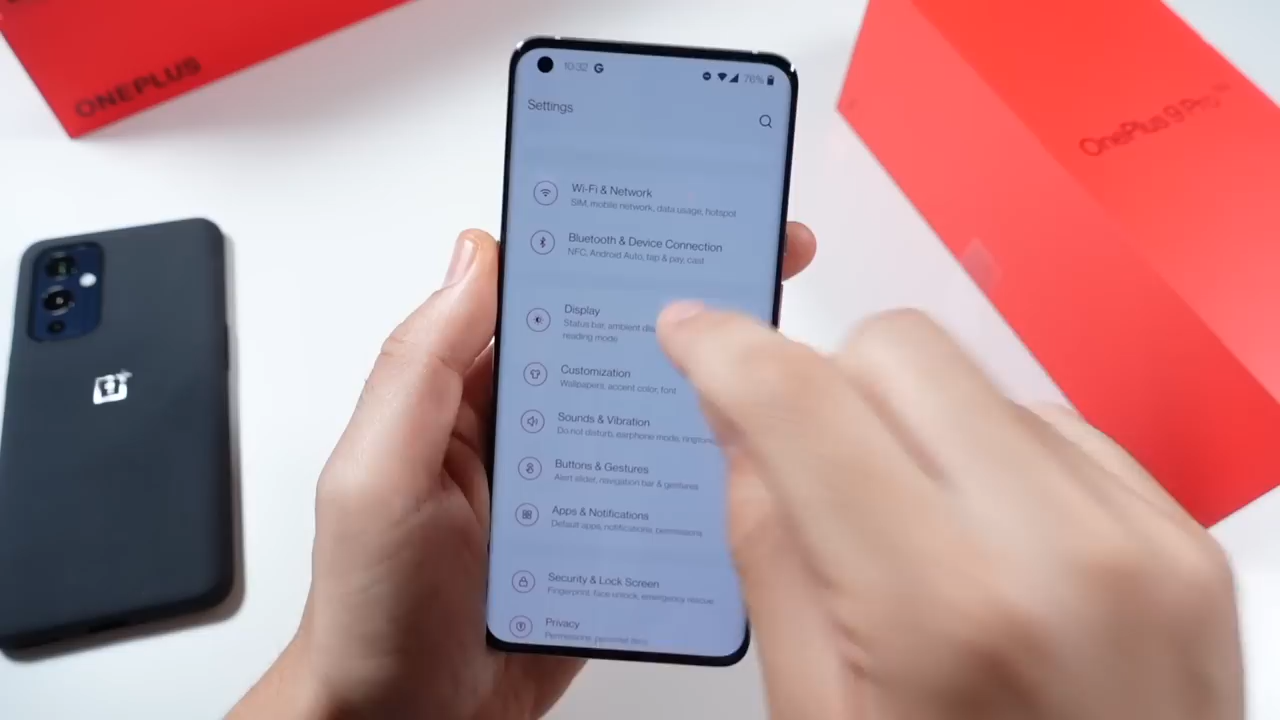 ONEPLUS
OnePlus 9 Pro
10:32
76%
Settings
Wi-Fi & Network
SIM, mobile network, data usage, hotspot
Bluetooth & Device Connection
NFC, Android Auto, tap & pay, cast
Display
Status bar, ambient
reading mode
Customization
Wallpapers, accent color, font
Sounds & Vibration
Do not disturb, earphone mode,
Buttons & Gestures
Alert slider, navigation bar & gestures
Apps & Notifications
Default apps, notifications, permissions
Security & Lock Screen
Fingerprint, face unlock, emergency rescue
Privacy
Permissions, personal